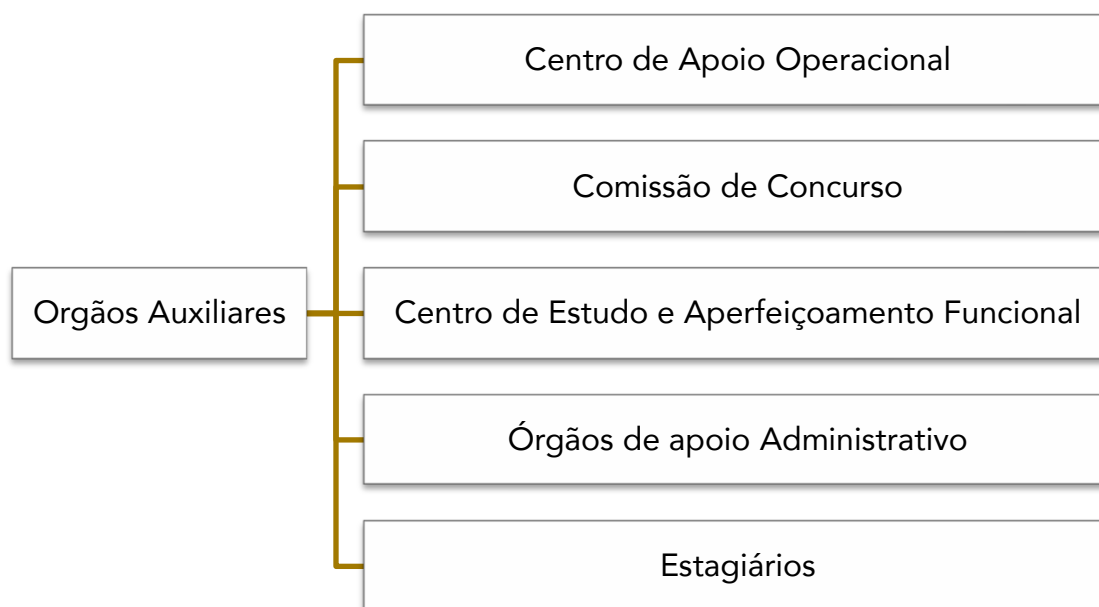 Centro de Apoio Operacional
Comissão de Concurso
Orgãos Auxiliares
Centro de Estudo e Aperfeiçoamento Funcional
Órgãos de apoio Administrativo
Estagiários